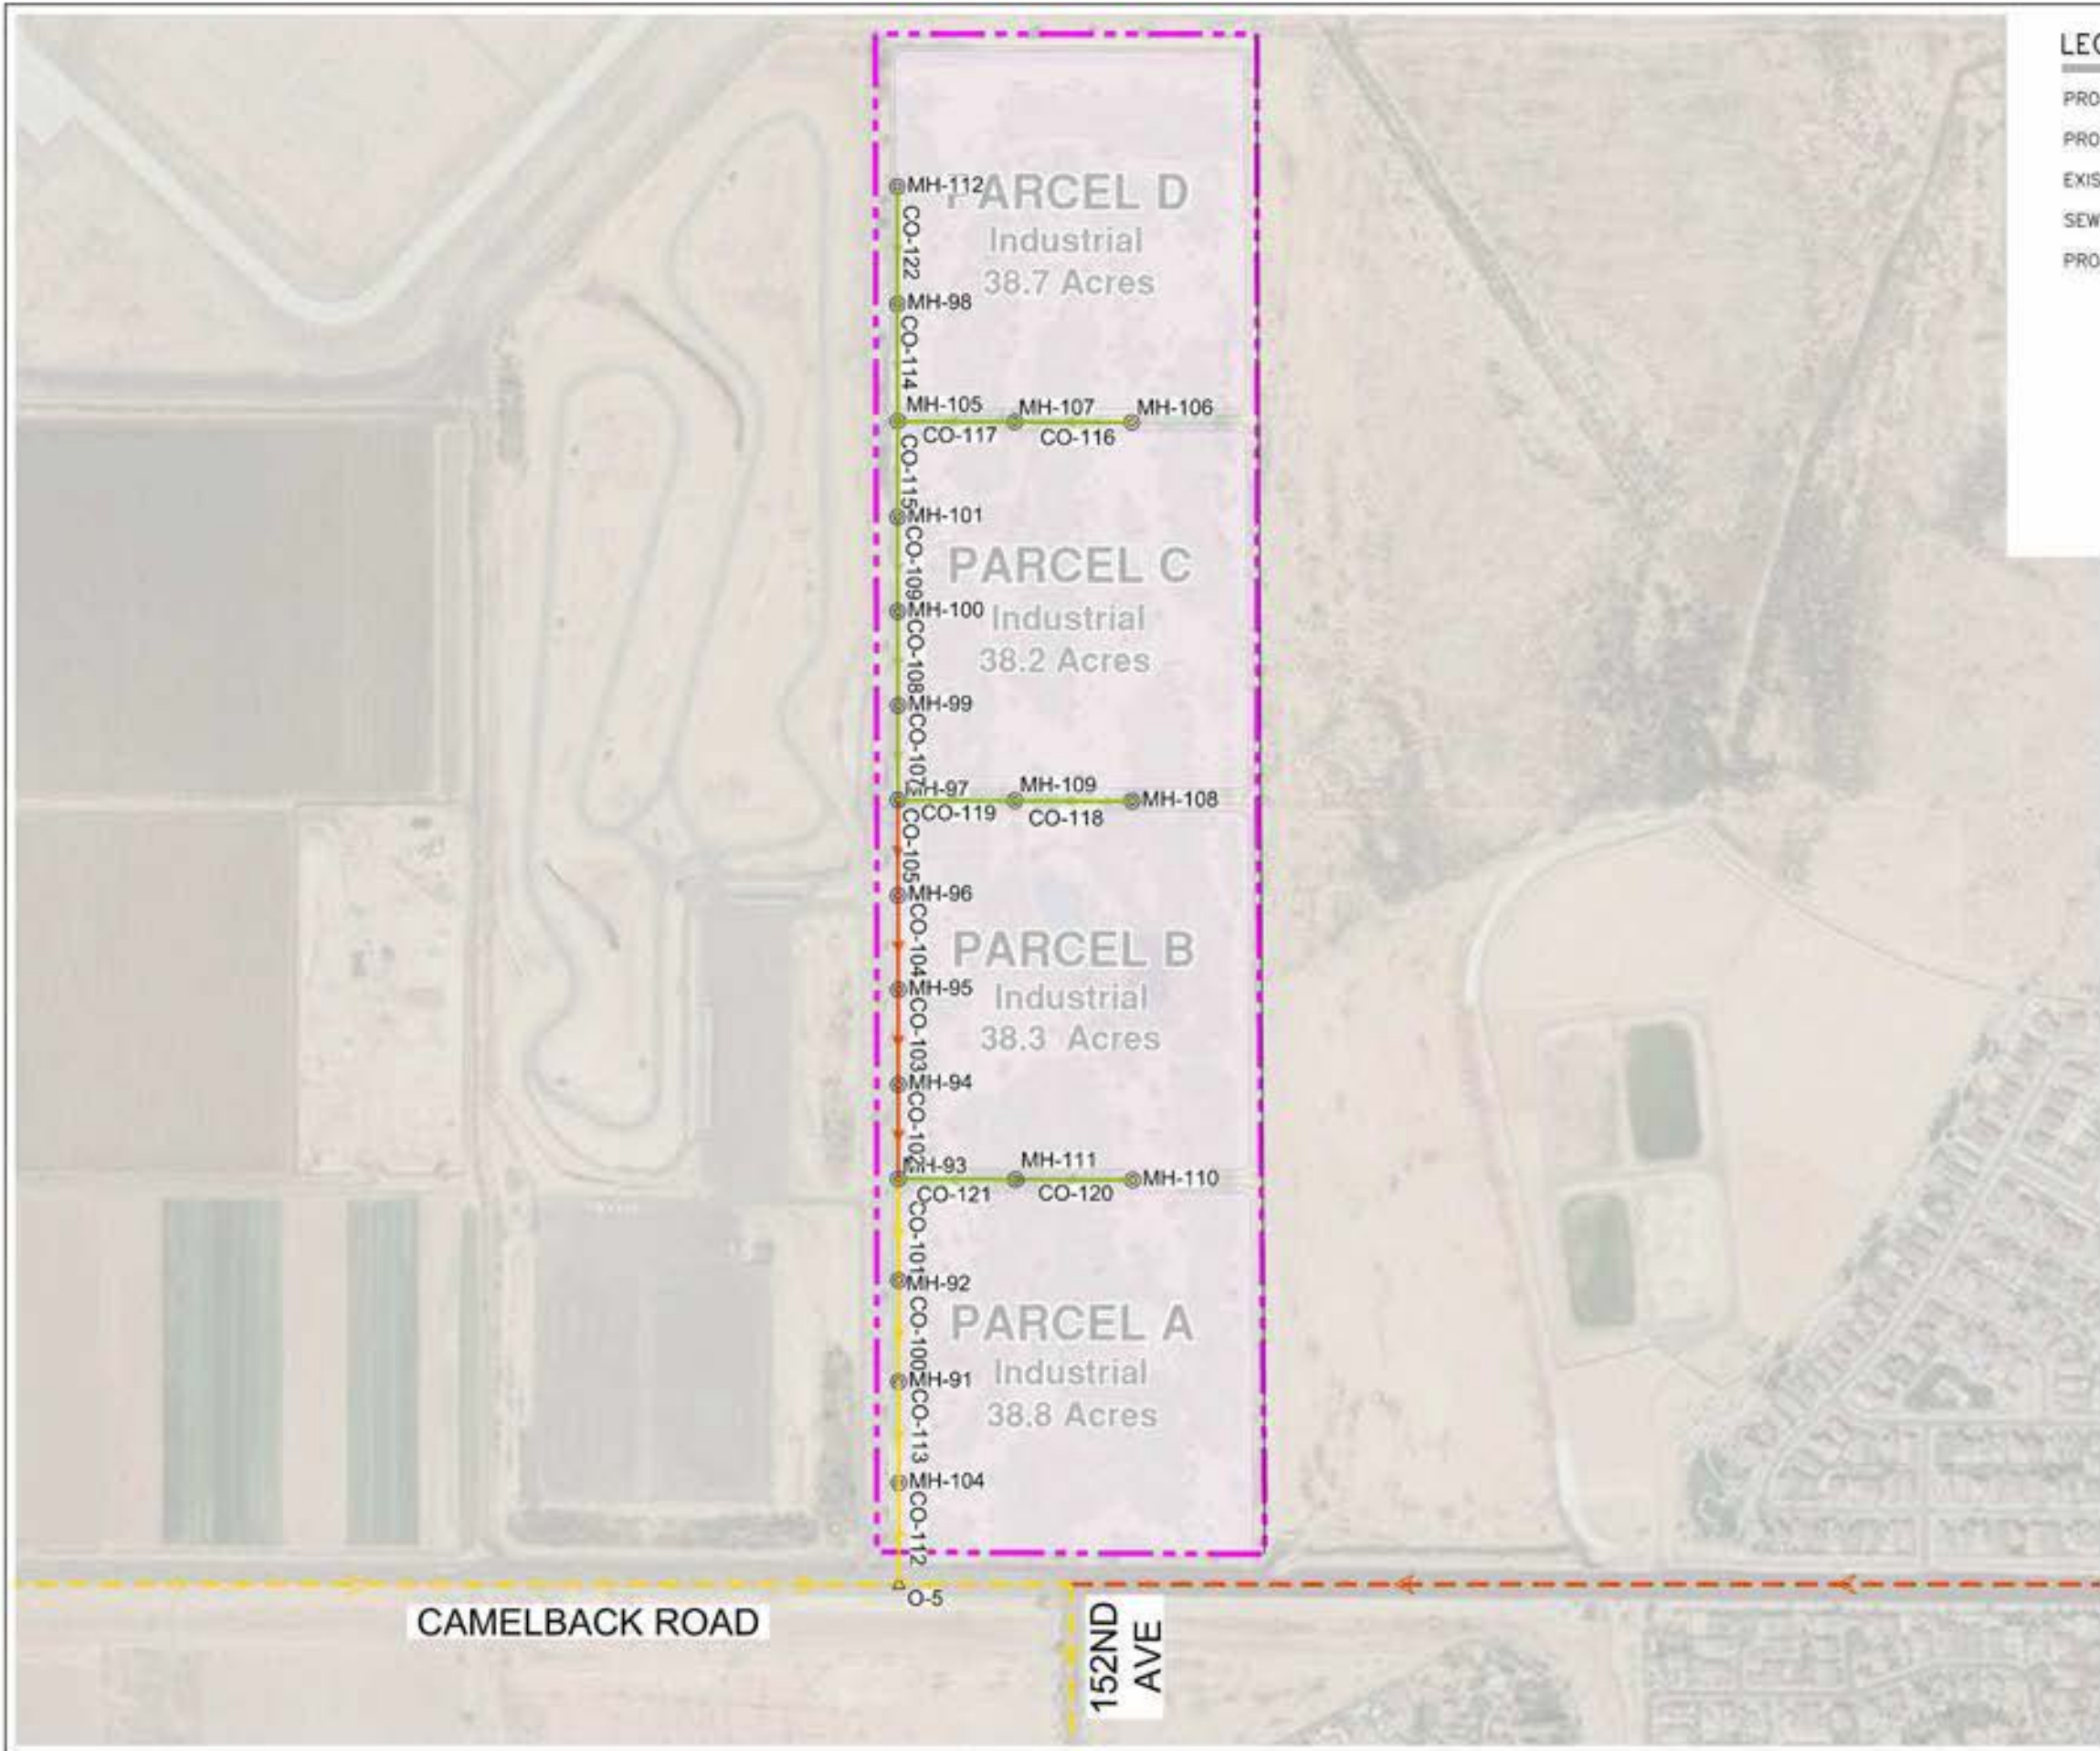 LEG
PRO
PRO
EXIS
SEW
PRO
MH-112
PARCEL D
Industrial
38.7 Acres
CO-122
MH-98
CO-114
MH-105
MH-107
MH-106
CO-117
CO-116
CO-115
MH-101
CO-109
PARCEL C
MH-100
Industrial
38.2 Acres
CO-108
MH-99
CO-107
MH-97
MH-109
MH-108
CO-119
CO-118
CO-105
MH-96
CO-104
PARCEL B
MH-95
Industrial
38.3 Acres
CO-103
MH-94
CO-102
MH-93
MH-111
MH-110
CO-121
CO-120
CO-101
MH-92
CO-100
PARCEL A
MH-91
Industrial
38.8 Acres
CO-113
MH-104
CO-112
O-5
CAMELBACK ROAD
152ND
AVE